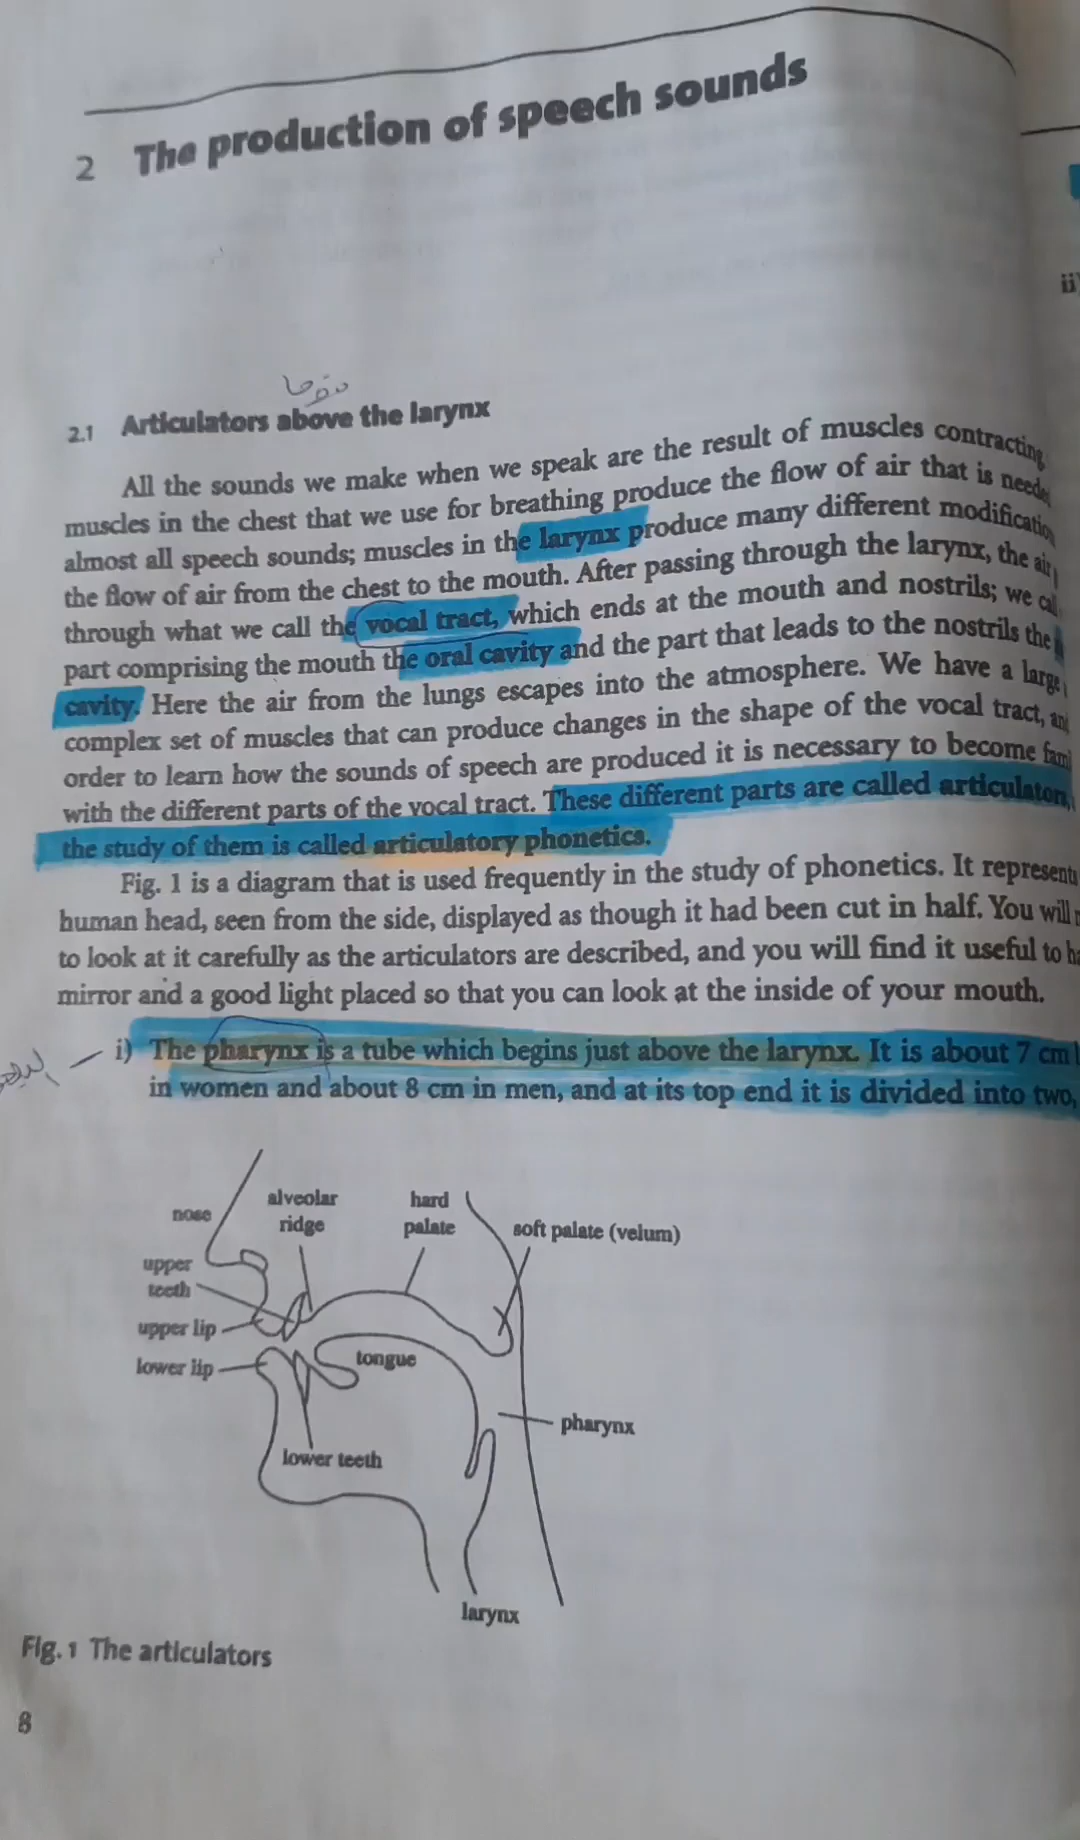 2 The production of speech sounds
2.1 Articulators above the larynx
All the sounds we make when we speak are the result of muscles contracting.
muscles in the chest that we use for breathing produce the flow of air that is neede
almost all speech sounds; muscles in the larynx produce many different modificatio
the flow of air from the chest to the mouth. After passing through the larynx, the air
through what we call the vocal tract, which ends at the mouth and nostrils; we cal
part comprising the mouth the oral cavity and the part that leads to the nostrils the
cavity. Here the air from the lungs escapes into the atmosphere. We have a large,
complex set of muscles that can produce changes in the shape of the vocal tract, and
order to learn how the sounds of speech are produced it is necessary to become fami
with the different parts of the vocal tract. These different parts are called articulators,
the study of them is called articulatory phonetics.
Fig. 1 is a diagram that is used frequently in the study of phonetics. It represents
human head, seen from the side, displayed as though it had been cut in half. You will
to look at it carefully as the articulators are described, and you will find it useful to ha
mirror and a good light placed so that you can look at the inside of your mouth.
i) The pharynx is a tube which begins just above the larynx. It is about 7 cm
in women and about 8 cm in men, and at its top end it is divided into two,
nose
alveolar ridge
hard palate
soft palate (velum)
upper teeth
upper lip
lower lip
tongue
pharynx
lower teeth
larynx
Fig. 1 The articulators
8
ii)